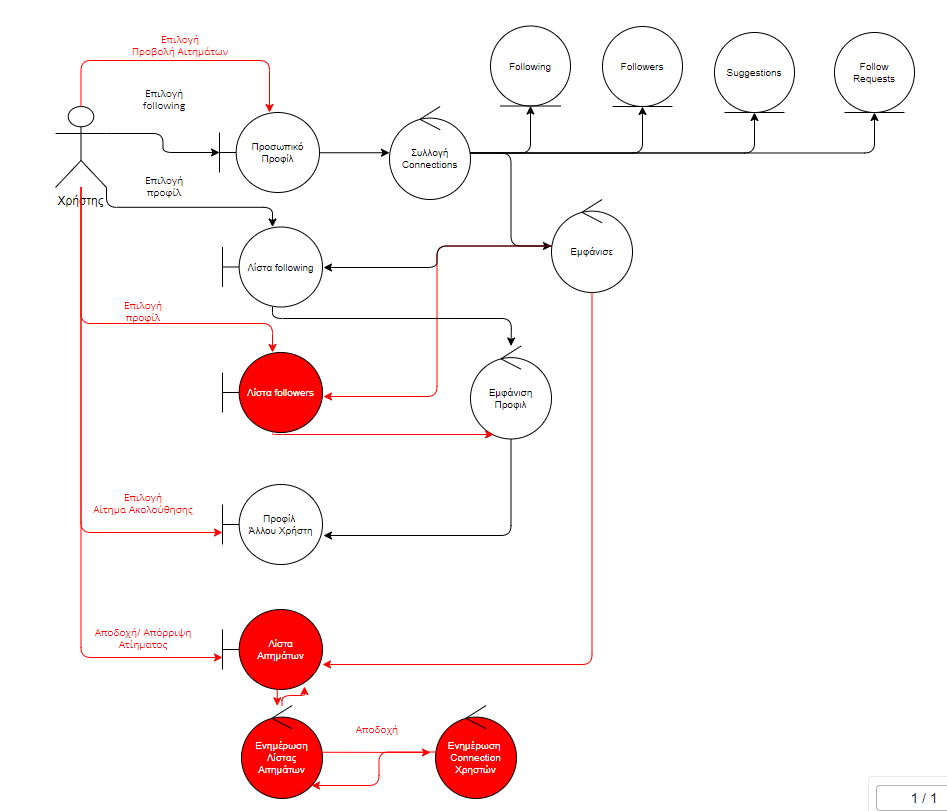 Επιλογή
Προβολή Αιτημάτων
Επιλογή
following
Following
Followers
Suggestions
Follow
Requests
Προσωπικό
Προφίλ
Συλλογή
Connections
Επιλογή
προφίλ
Χρήστης
Λίστα following
Εμφάνισε
Επιλογή
προφίλ
Λίστα followers
Εμφάνιση
Προφιλ
Επιλογή
Αίτημα Ακολούθησης
Προφίλ
Άλλου Χρήστη
Αποδοχή/ Απόρριψη
Ατίηματος
Λίστα
Αιτημάτων
Ενημέρωση
Λίστας
Αιτημάτων
Αποδοχή
Ενημέρωση
Connection
Χρηστών
1 / 1